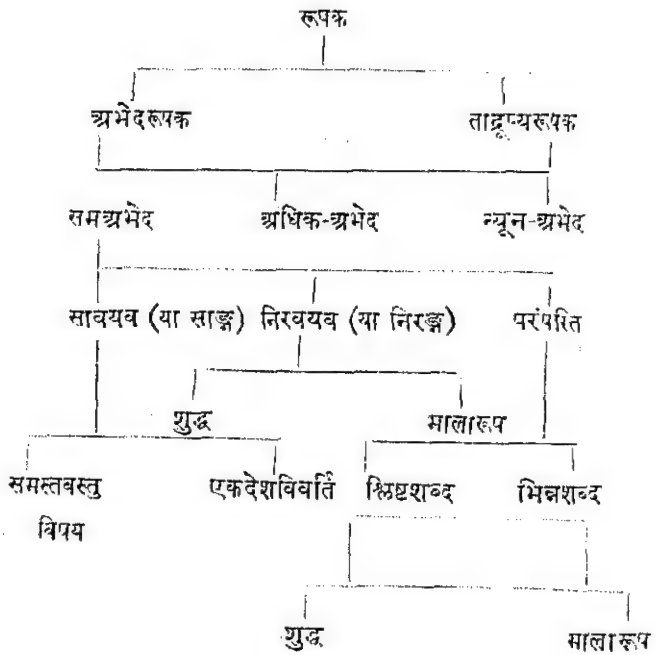 रूपक
अभेदरूपक ताद्रूप्यरूपक
समअभेद अधिक-अभेद न्यून-अभेद
सावयव (या साङ्ग) निरवयव (या निरङ्ग) परंपरित
शुद्ध मालारूप
समस्तवस्तु एकदेशविवर्ति श्लिष्टशब्द भिन्नशब्द
विषय
शुद्ध मालारूप